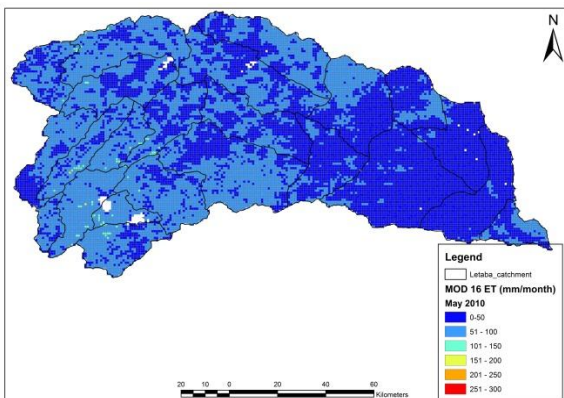 N
Legend
Letaba_catchment
MOD 16 ET (mm/month)
May 2010
0-50
51 - 100
101 - 150
151 - 200
201 - 250
251 - 300
20 10 0 20 40 60
Kilometers